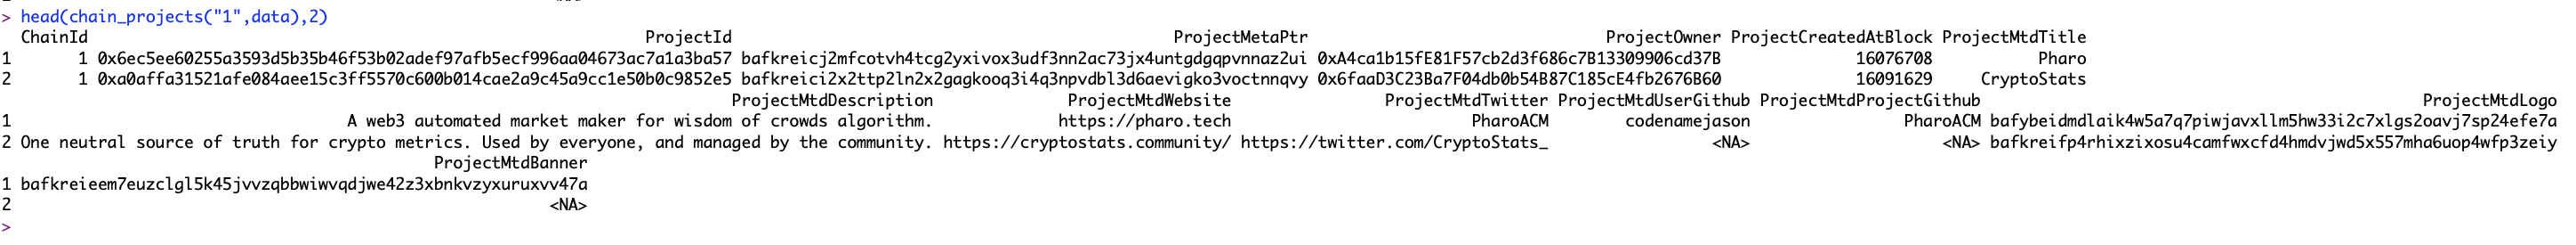 > head(chain_projects("1",data),2)
ChainId ProjectId ProjectMetaPtr ProjectOwner ProjectCreatedAtBlock ProjectMtdTitle
1 1 0x6ec5ee60255a3593d5b35b46f53b02adef97afb5ecf996aa04673ac7a1a3ba57 bafkreicj2mfcotvh4tcg2yxivox3udf3nn2ac73jx4untgdgqpvnnaz2ui 0xA4ca1b15fE81F57cb2d3f686c7B13309906cd37B 16076708 Pharo
2 1 0xa0affa31521afe084aee15c3ff5570c600b014cae2a9c45a9cc1e50b0c9852e5 bafkreici2x2ttp2ln2x2gagkooq3i4q3npvdbl3d6aevigko3voctnnqvy 0x6faaD3C23Ba7F04db0b54B87C185cE4fb2676B60 16091629 CryptoStats
ProjectMtdDescription ProjectMtdWebsite ProjectMtdTwitter ProjectMtdUserGithub ProjectMtdProjectGithub ProjectMtdLogo
1 A web3 automated market maker for wisdom of crowds algorithm. https://pharo.tech PharoACM codenamejason PharoACM bafybeidmdlaik4w5a7q7piwjavxllm5hw33i2c7xlgs2oavj7sp24efe7a
2 One neutral source of truth for crypto metrics. Used by everyone, and managed by the community. https://cryptostats.community/ https://twitter.com/CryptoStats_ <NA> <NA> bafkreifp4rhixzixosu4camfwxcfd4hmdvjwd5x557mha6uop4wfp3zeiy
ProjectMtdBanner
1 bafkreieem7euzclgl5k45jvvzqbbwiwvqdjwe42z3xbnkvzyxuruxvv47a
2 <NA>
>